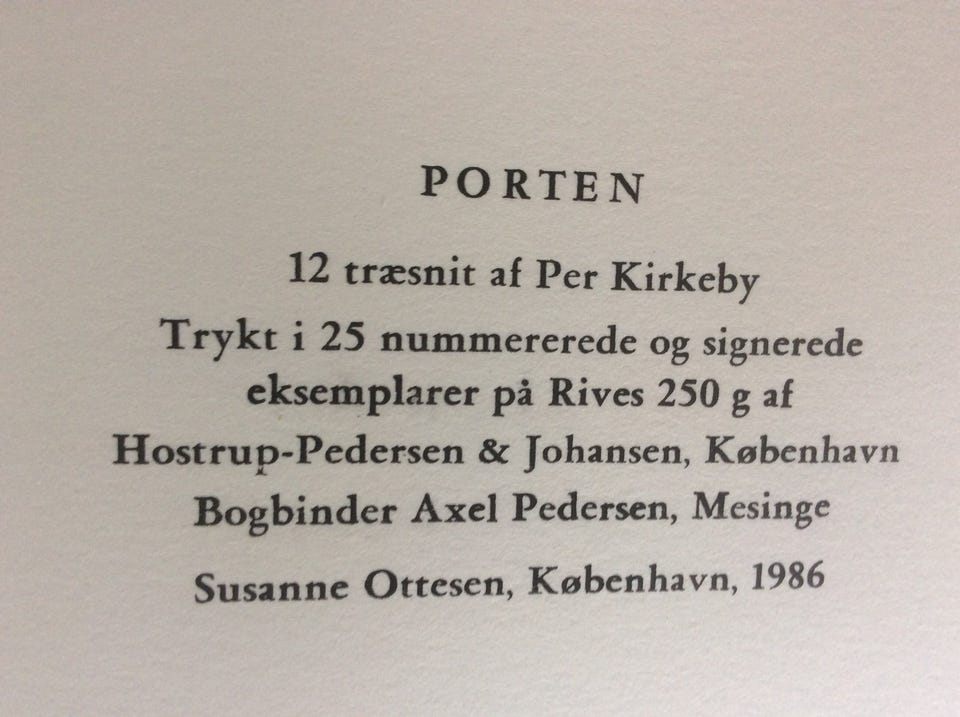 PORTEN
12 træsnit af Per Kirkeby
Trykt i 25 nummererede og signerede
eksemplarer på Rives 250 g af
Hostrup-Pedersen & Johansen, København
Bogbinder Axel Pedersen, Mesinge
Susanne Ottesen, København, 1986